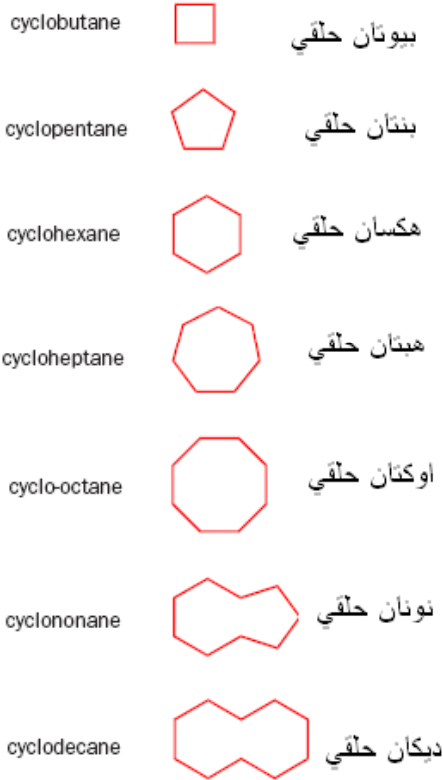 cyclobutane بيوتان حلقي
cyclopentane بنتان حلقي
cyclohexane هكسان حلقي
cycloheptane هبتان حلقي
cyclo-octane اوكتان حلقي
cyclononane نونان حلقي
cyclodecane ديكان حلقي